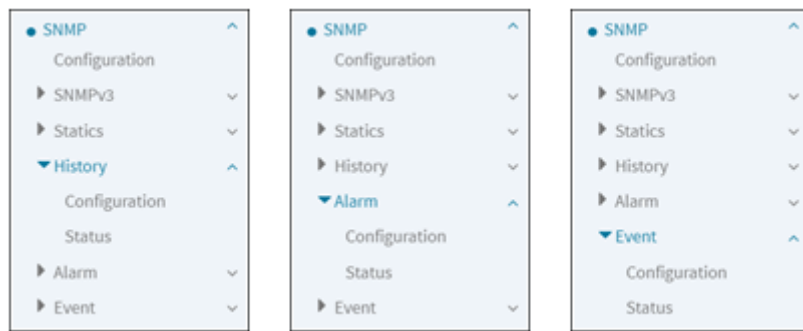 SNMP
Configuration
SNMPv3
Statics
History
Configuration
Status
Alarm
Event
SNMP
Configuration
SNMPv3
Statics
History
Alarm
Configuration
Status
Event
SNMP
Configuration
SNMPv3
Statics
History
Alarm
Event
Configuration
Status